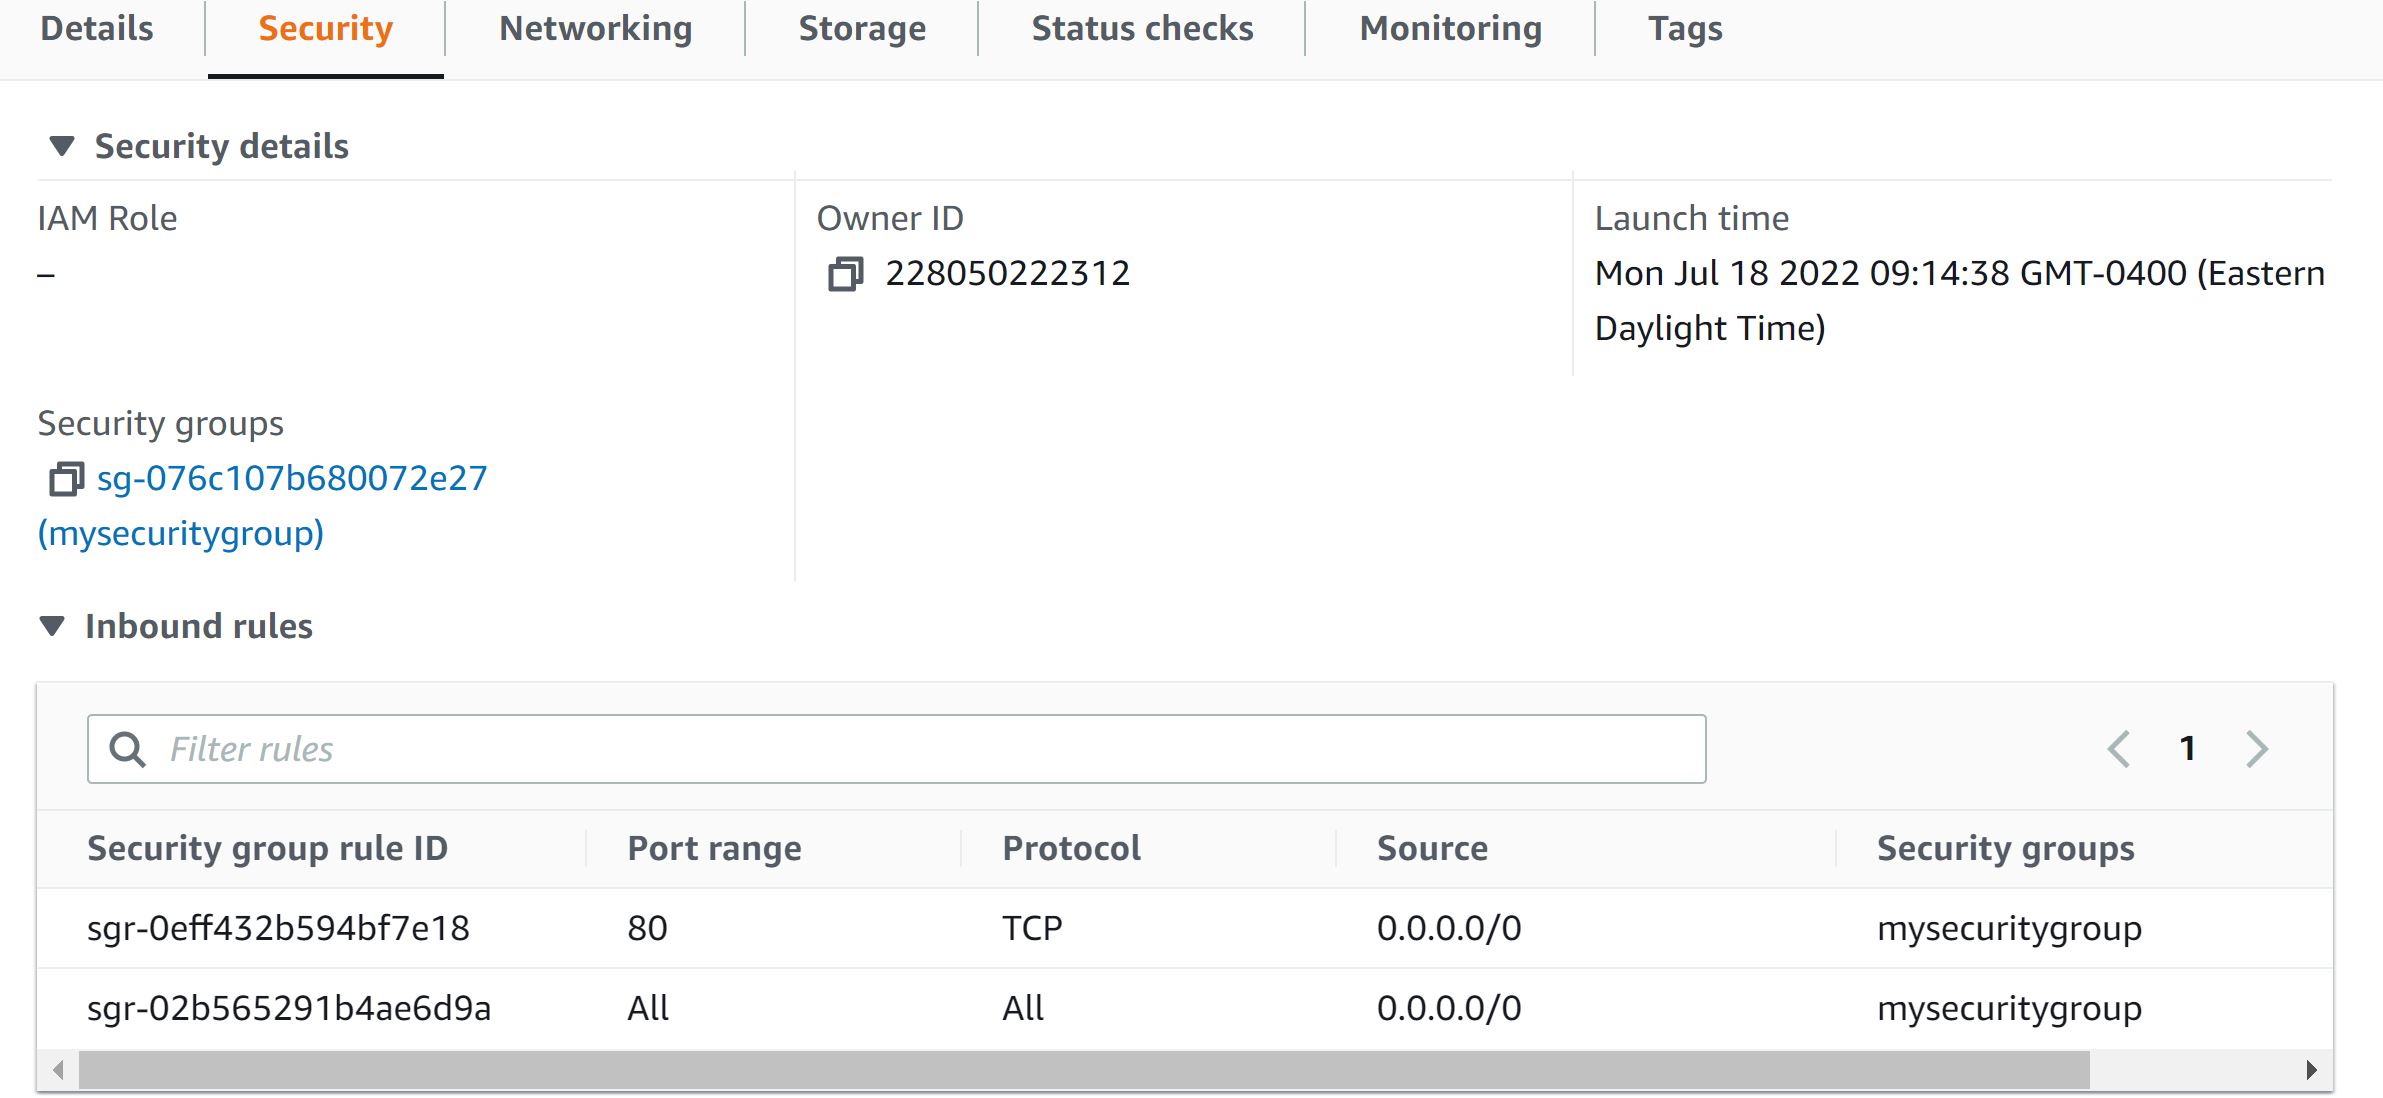 Details Security Networking Storage Status checks Monitoring Tags
Security details
IAM Role
–
Owner ID
228050222312
Launch time
Mon Jul 18 2022 09:14:38 GMT-0400 (Eastern
Daylight Time)
Security groups
sg-076c107b680072e27
(mysecuritygroup)
Inbound rules
Filter rules
1
Security group rule ID Port range Protocol Source Security groups
sgr-0eff432b594bf7e18 80 TCP 0.0.0.0/0 mysecuritygroup
sgr-02b565291b4ae6d9a All All 0.0.0.0/0 mysecuritygroup